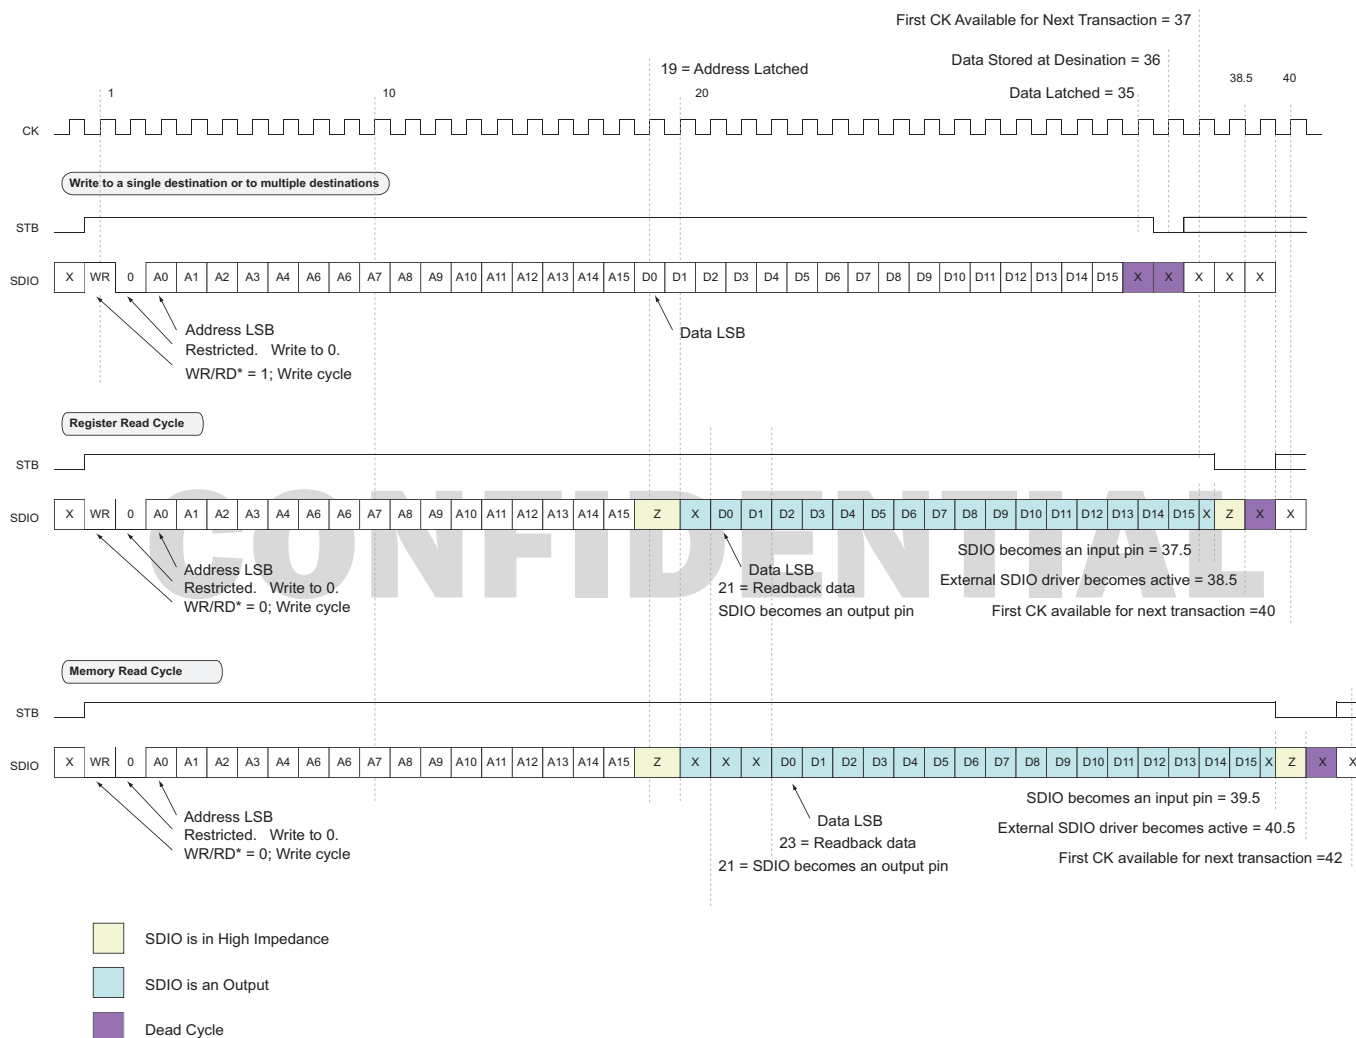 First CK Available for Next Transaction = 37
Data Stored at Desination = 36
19 = Address Latched
38.5 40
1 10 20 Data Latched = 35
CK
Write to a single destination or to multiple destinations
STB
SDIO X WR 0 A0 A1 A2 A3 A4 A6 A6 A7 A8 A9 A10 A11 A12 A13 A14 A15 D0 D1 D2 D3 D4 D5 D6 D7 D8 D9 D10 D11 D12 D13 D14 D15 X X X X X
Address LSB
Data LSB
Restricted. Write to 0.
WR/RD* = 1; Write cycle
Register Read Cycle
STB
CONFIDENTIAL
SDIO X WR 0 A0 A1 A2 A3 A4 A6 A6 A7 A8 A9 A10 A11 A12 A13 A14 A15 Z X D0 D1 D2 D3 D4 D5 D6 D7 D8 D9 D10 D11 D12 D13 D14 D15 X Z X X
SDIO becomes an input pin = 37.5
Address LSB
Data LSB
External SDIO driver becomes active = 38.5
Restricted. Write to 0.
21 = Readback data
WR/RD* = 0; Write cycle
SDIO becomes an output pin
First CK available for next transaction =40
Memory Read Cycle
STB
SDIO X WR 0 A0 A1 A2 A3 A4 A6 A6 A7 A8 A9 A10 A11 A12 A13 A14 A15 Z X X X D0 D1 D2 D3 D4 D5 D6 D7 D8 D9 D10 D11 D12 D13 D14 D15 X Z X X
SDIO becomes an input pin = 39.5
Address LSB
Data LSB
External SDIO driver becomes active = 40.5
Restricted. Write to 0.
23 = Readback data
WR/RD* = 0; Write cycle
First CK available for next transaction =42
21 = SDIO becomes an output pin
SDIO is in High Impedance
SDIO is an Output
Dead Cycle